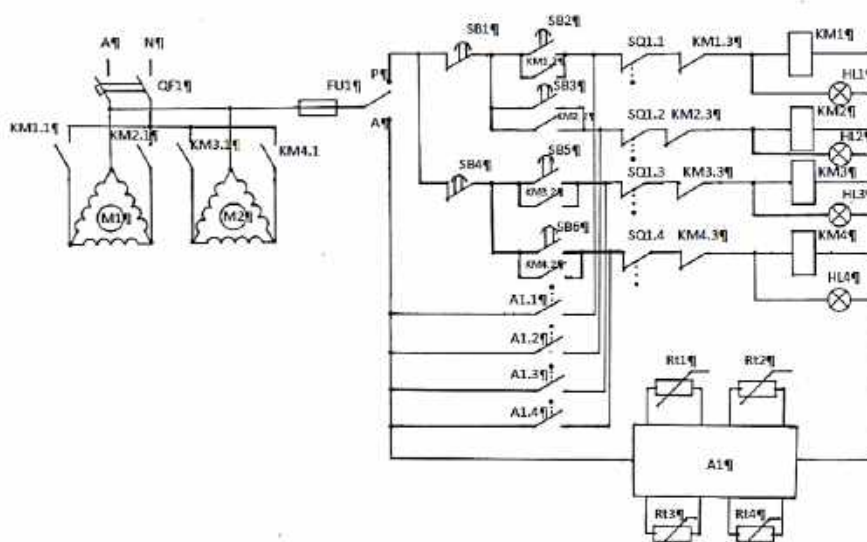 A¶ N¶
QF1¶
KM1.1¶ KM2.1¶ KM3.1¶ KM4.1
M1¶ M2¶
FU1¶
P¶
A¶
SB1¶ SB2¶ SQ1.1 KM1.3¶ KM1¶
KM1.2¶ HL1¶
SB3¶ SQ1.2 KM2.3¶ KM2¶
HL2¶
SB4¶ SB5¶ SQ1.3 KM3.3¶ KM3¶
KM3.2¶ HL3¶
SB6¶ SQ1.4 KM4.3¶ KM4¶
KM4.2¶ HL4¶
A1.1¶
A1.2¶
A1.3¶
A1.4¶
Rt1¶ Rt2¶
A1¶
Rt3¶ Rt4¶